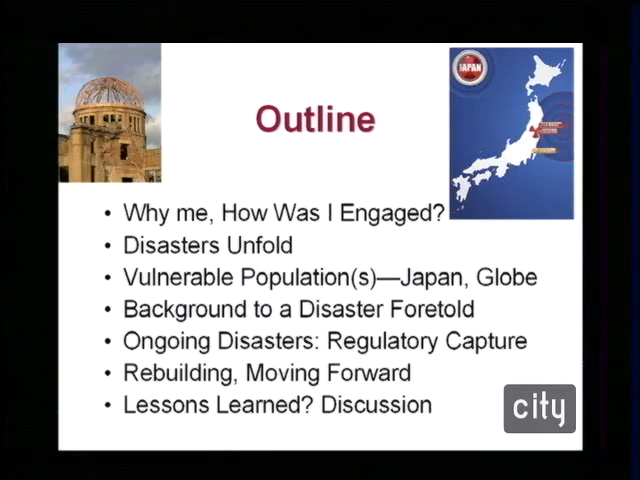 JAPAN
Outline
• Why me, How Was I Engaged?
• Disasters Unfold
• Vulnerable Population(s)—Japan, Globe
• Background to a Disaster Foretold
• Ongoing Disasters: Regulatory Capture
• Rebuilding, Moving Forward
• Lessons Learned? Discussion
city